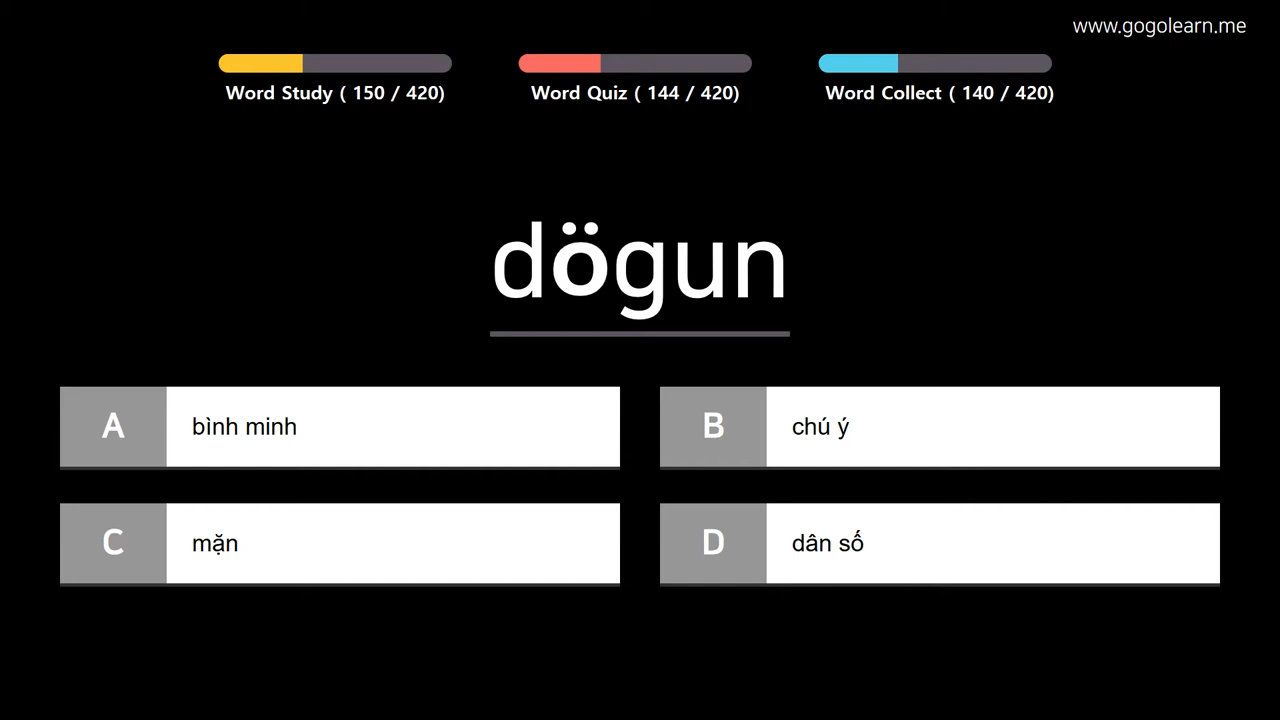 www.gogolearn.me
Word Study ( 150 / 420)
Word Quiz ( 144 / 420)
Word Collect ( 140 / 420)
dögun
A bình minh
B chú ý
C mặn
D dân số